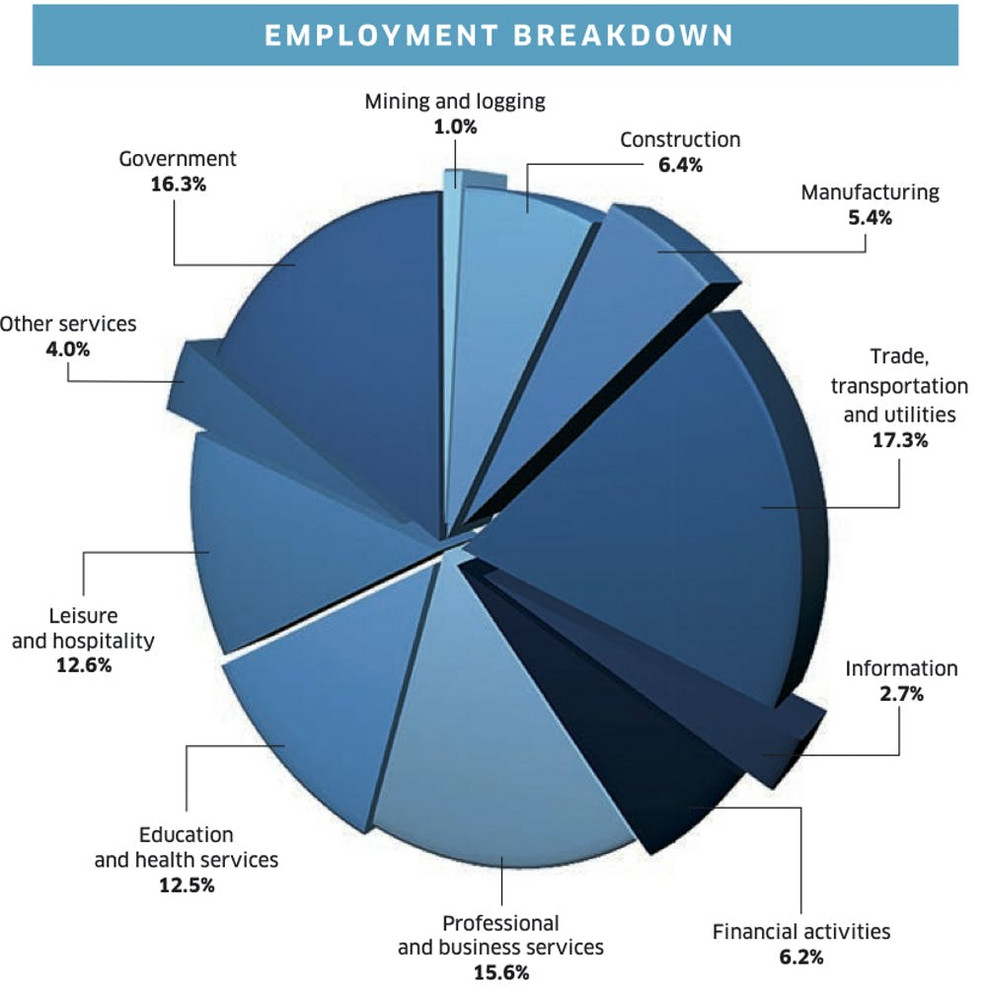 EMPLOYMENT BREAKDOWN
Mining and logging
1.0%
Construction
6.4%
Manufacturing
5.4%
Trade,
transportation
and utilities
17.3%
Information
2.7%
Financial activities
6.2%
Professional
and business services
15.6%
Education
and health services
12.5%
Leisure
and hospitality
12.6%
Other services
4.0%
Government
16.3%